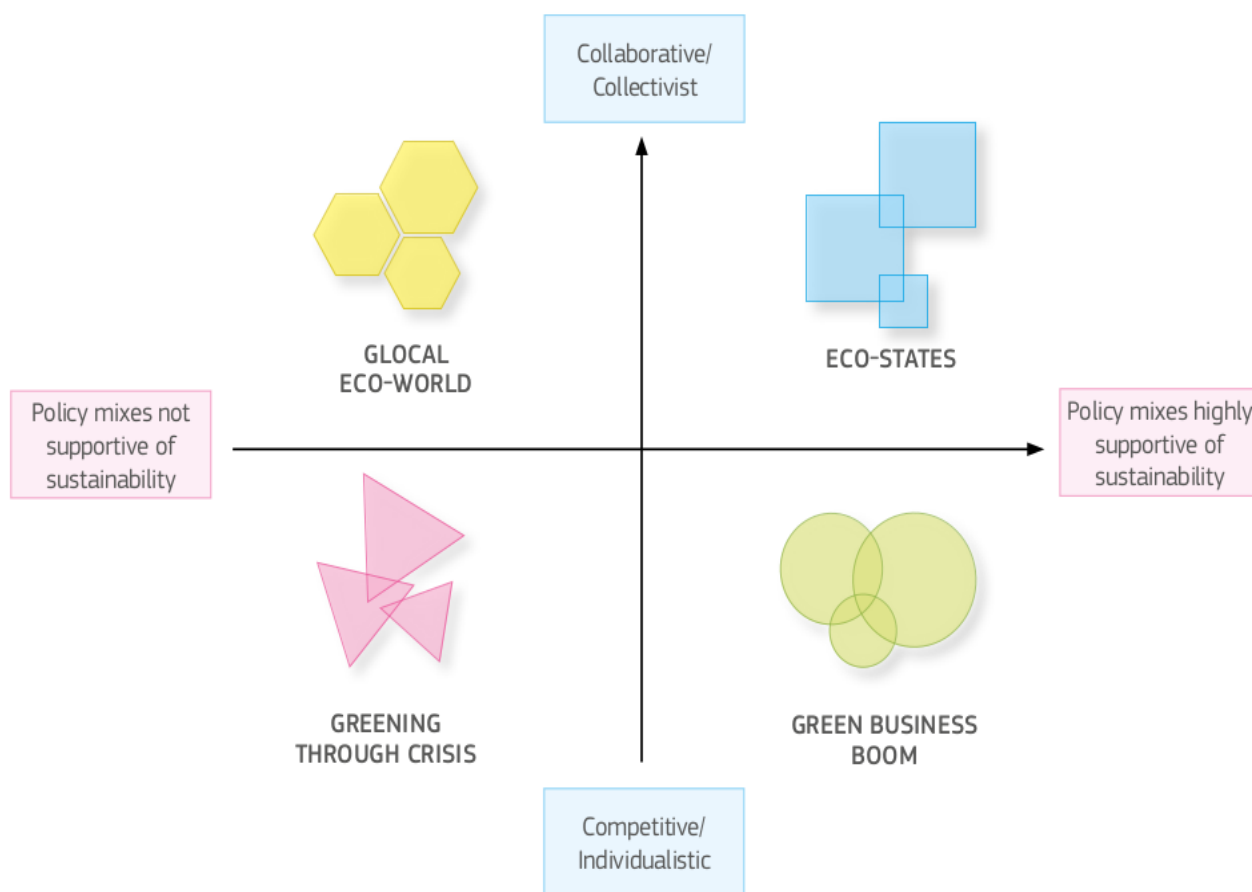 Collaborative/
Collectivist
GLOCAL
ECO-WORLD
ECO-STATES
Policy mixes not
supportive of
sustainability
Policy mixes highly
supportive of
sustainability
GREENING
THROUGH CRISIS
GREEN BUSINESS
BOOM
Competitive/
Individualistic